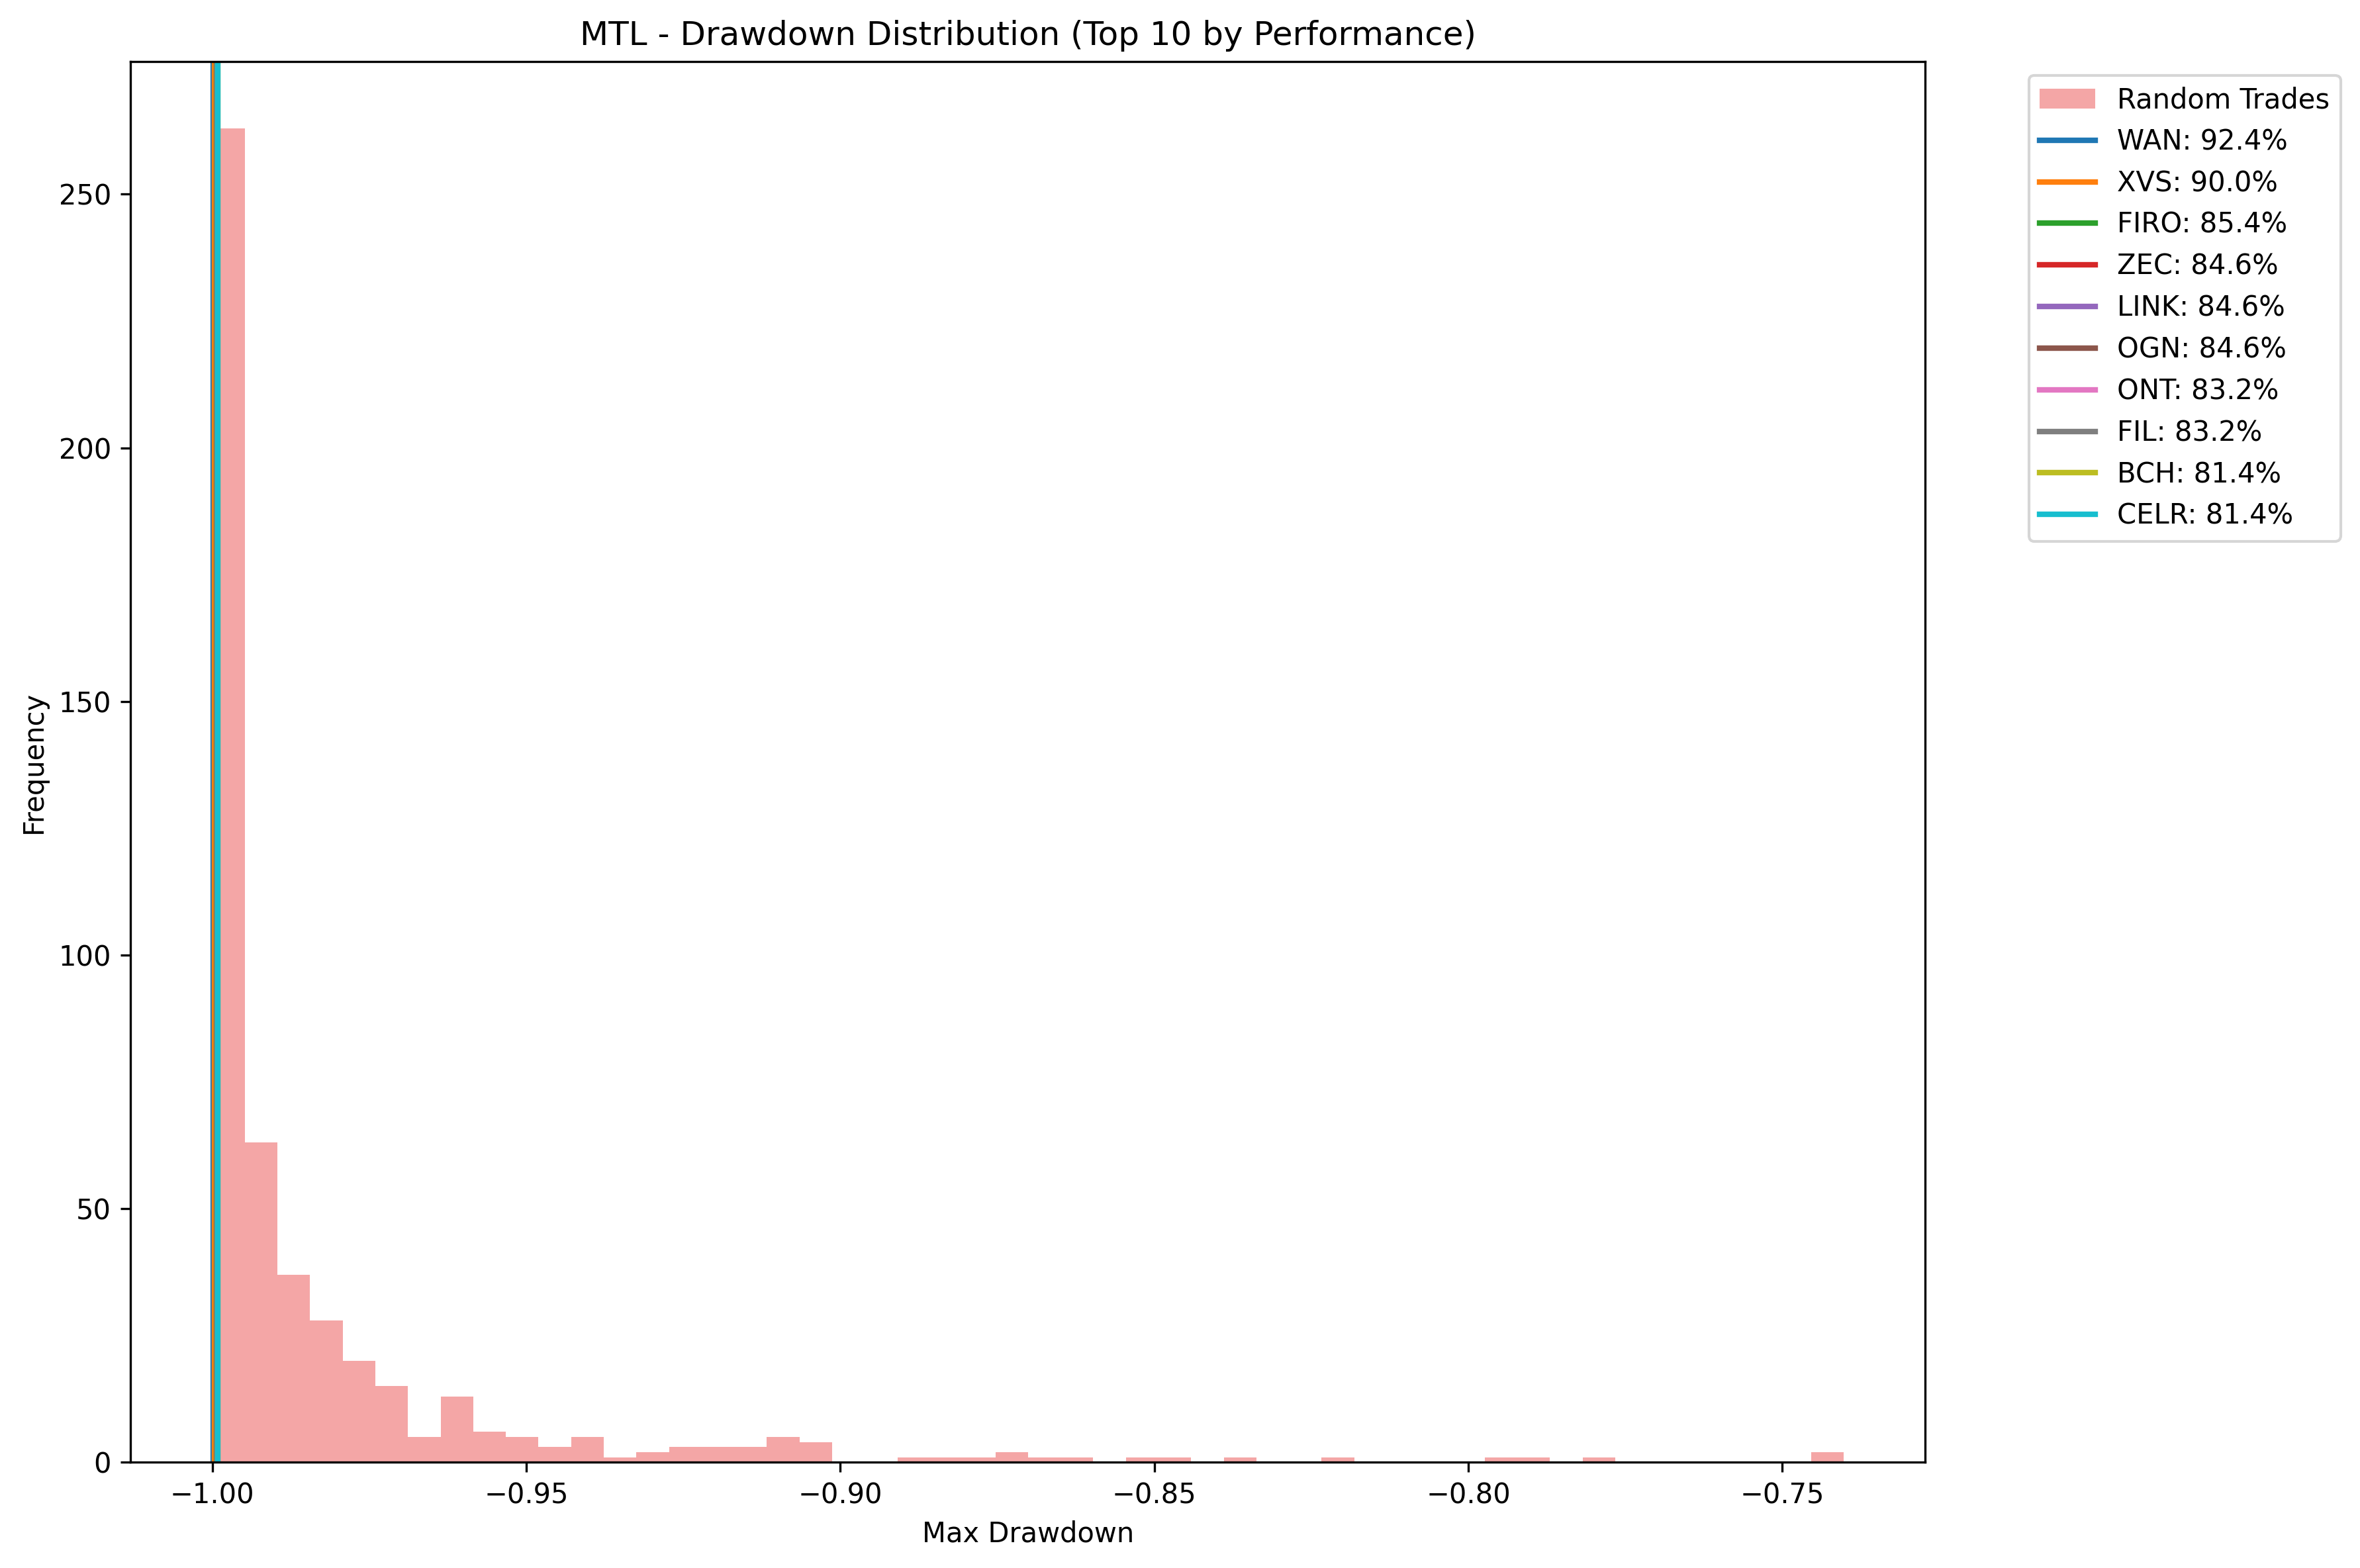 MTL - Drawdown Distribution (Top 10 by Performance)
Random Trades
WAN: 92.4%
XVS: 90.0%
FIRO: 85.4%
ZEC: 84.6%
LINK: 84.6%
OGN: 84.6%
ONT: 83.2%
FIL: 83.2%
BCH: 81.4%
CELR: 81.4%
Frequency
250
200
150
100
50
0
−1.00 −0.95 −0.90 −0.85 −0.80 −0.75
Max Drawdown